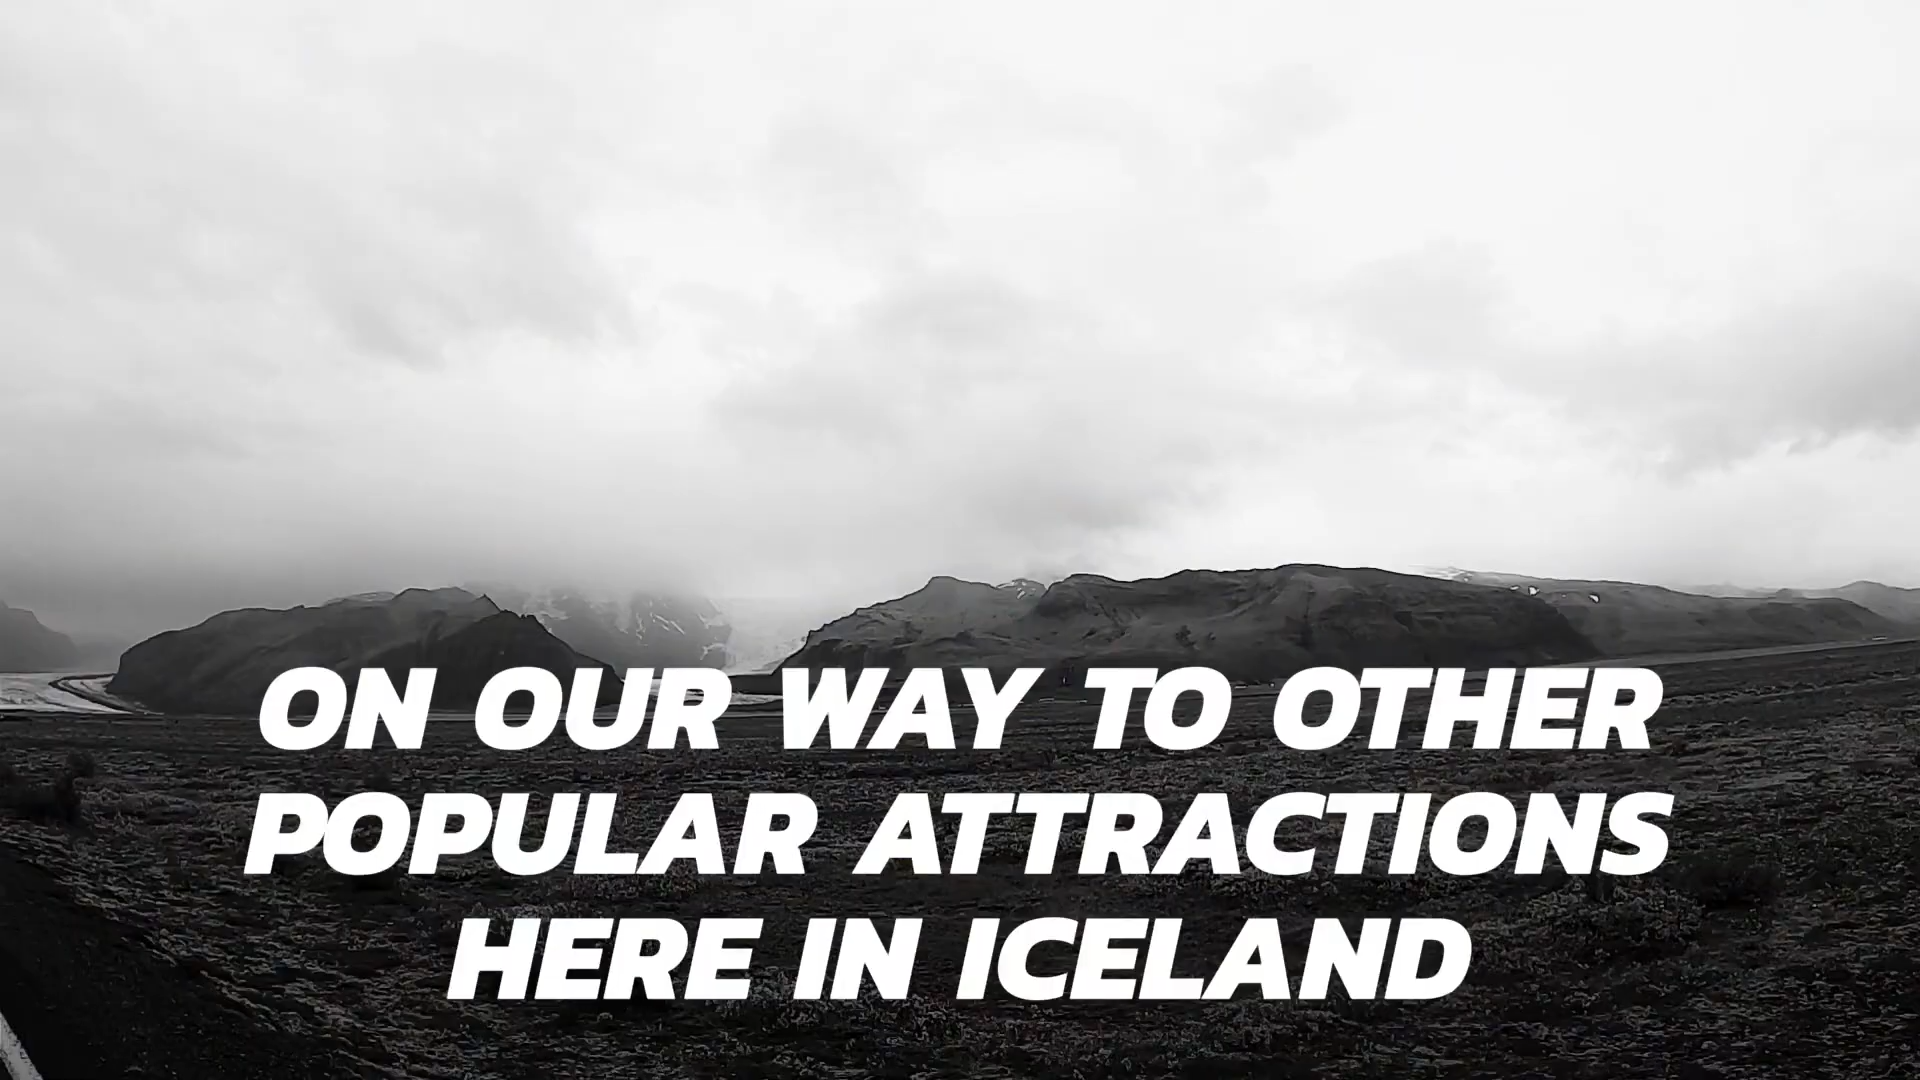 ON OUR WAY TO OTHER
POPULAR ATTRACTIONS
HERE IN ICELAND